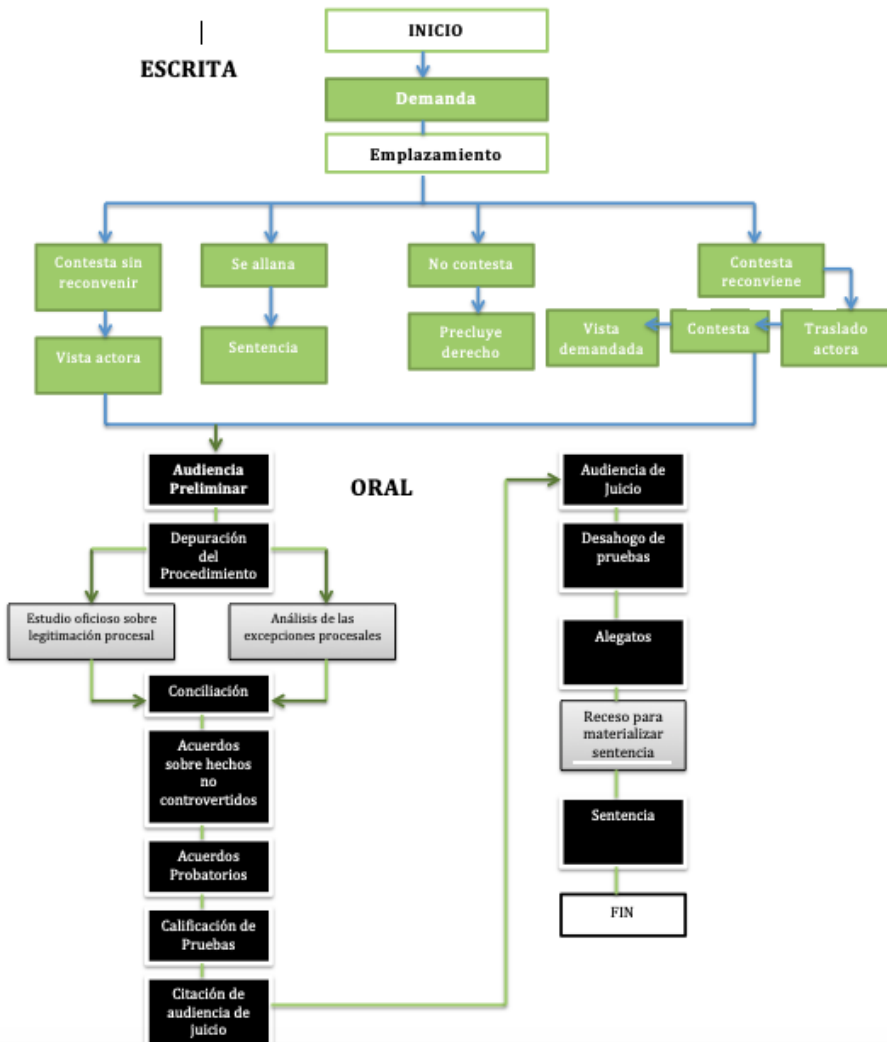 INICIO
ESCRITA
Demanda
Emplazamiento
Contesta sin
reconvenir
Se allana
No contesta
Contesta
reconviene
Vista actora
Sentencia
Precluye
derecho
Vista
demandada
Contesta
Traslado
actora
Audiencia
Preliminar
ORAL
Depuración
del
Procedimiento
Estudio oficioso sobre
legitimación procesal
Análisis de las
excepciones procesales
Conciliación
Acuerdos
sobre hechos
no
controvertidos
Acuerdos
Probatorios
Calificación de
Pruebas
Citación de
audiencia de
juicio
Audiencia de
Juicio
Desahogo de
pruebas
Alegatos
Receso para
materializar
sentencia
Sentencia
FIN